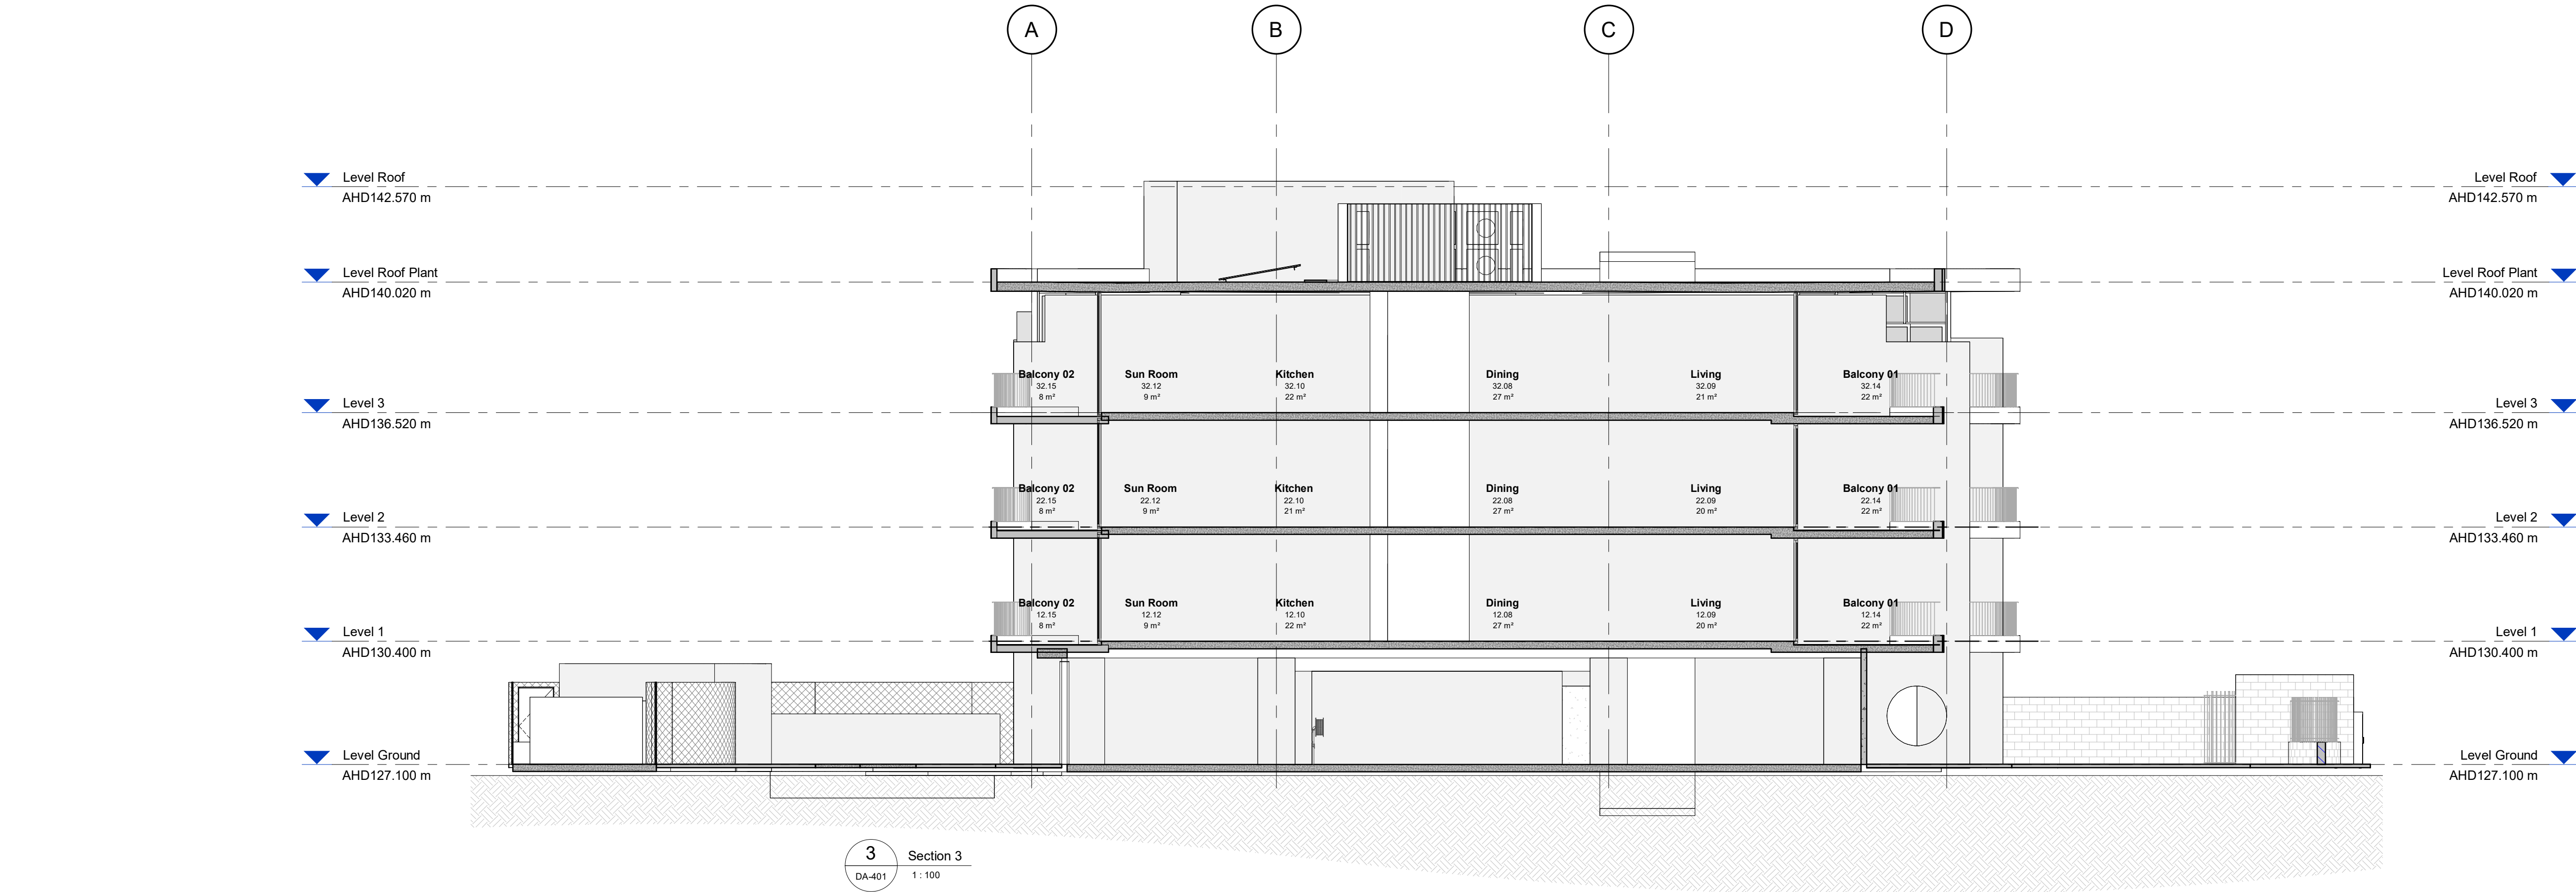 A
B
C
D
Level Roof
AHD142.570 m
Level Roof
AHD142.570 m
Level Roof Plant
AHD140.020 m
Level Roof Plant
AHD140.020 m
Balcony 02
32.15
8 m²
Sun Room
32.12
9 m²
Kitchen
32.10
22 m²
Dining
32.08
27 m²
Living
32.09
21 m²
Balcony 01
32.14
22 m²
Level 3
AHD136.520 m
Level 3
AHD136.520 m
Balcony 02
22.15
8 m²
Sun Room
22.12
9 m²
Kitchen
22.10
21 m²
Dining
22.08
27 m²
Living
22.09
20 m²
Balcony 01
22.14
22 m²
Level 2
AHD133.460 m
Level 2
AHD133.460 m
Balcony 02
12.15
8 m²
Sun Room
12.12
9 m²
Kitchen
12.10
22 m²
Dining
12.08
27 m²
Living
12.09
20 m²
Balcony 01
12.14
22 m²
Level 1
AHD130.400 m
Level 1
AHD130.400 m
Level Ground
AHD127.100 m
Level Ground
AHD127.100 m
3
DA-401
Section 3
1 : 100